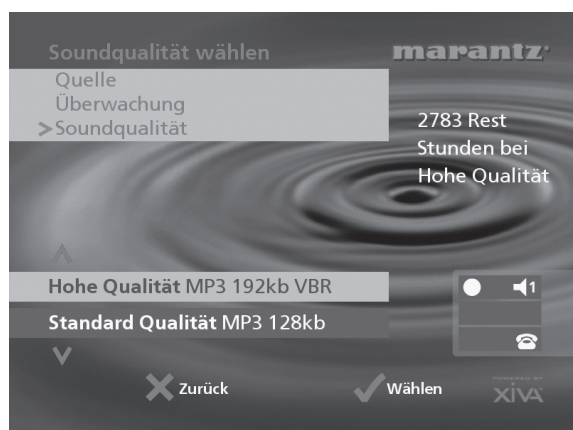 Soundqualität wählen
marantz
Quelle
Überwachung
>Soundqualität
2783 Rest
Stunden bei
Hohe Qualität
Hohe Qualität MP3 192kb VBR
1
Standard Qualität MP3 128kb
Zurück
Wählen
XiVA